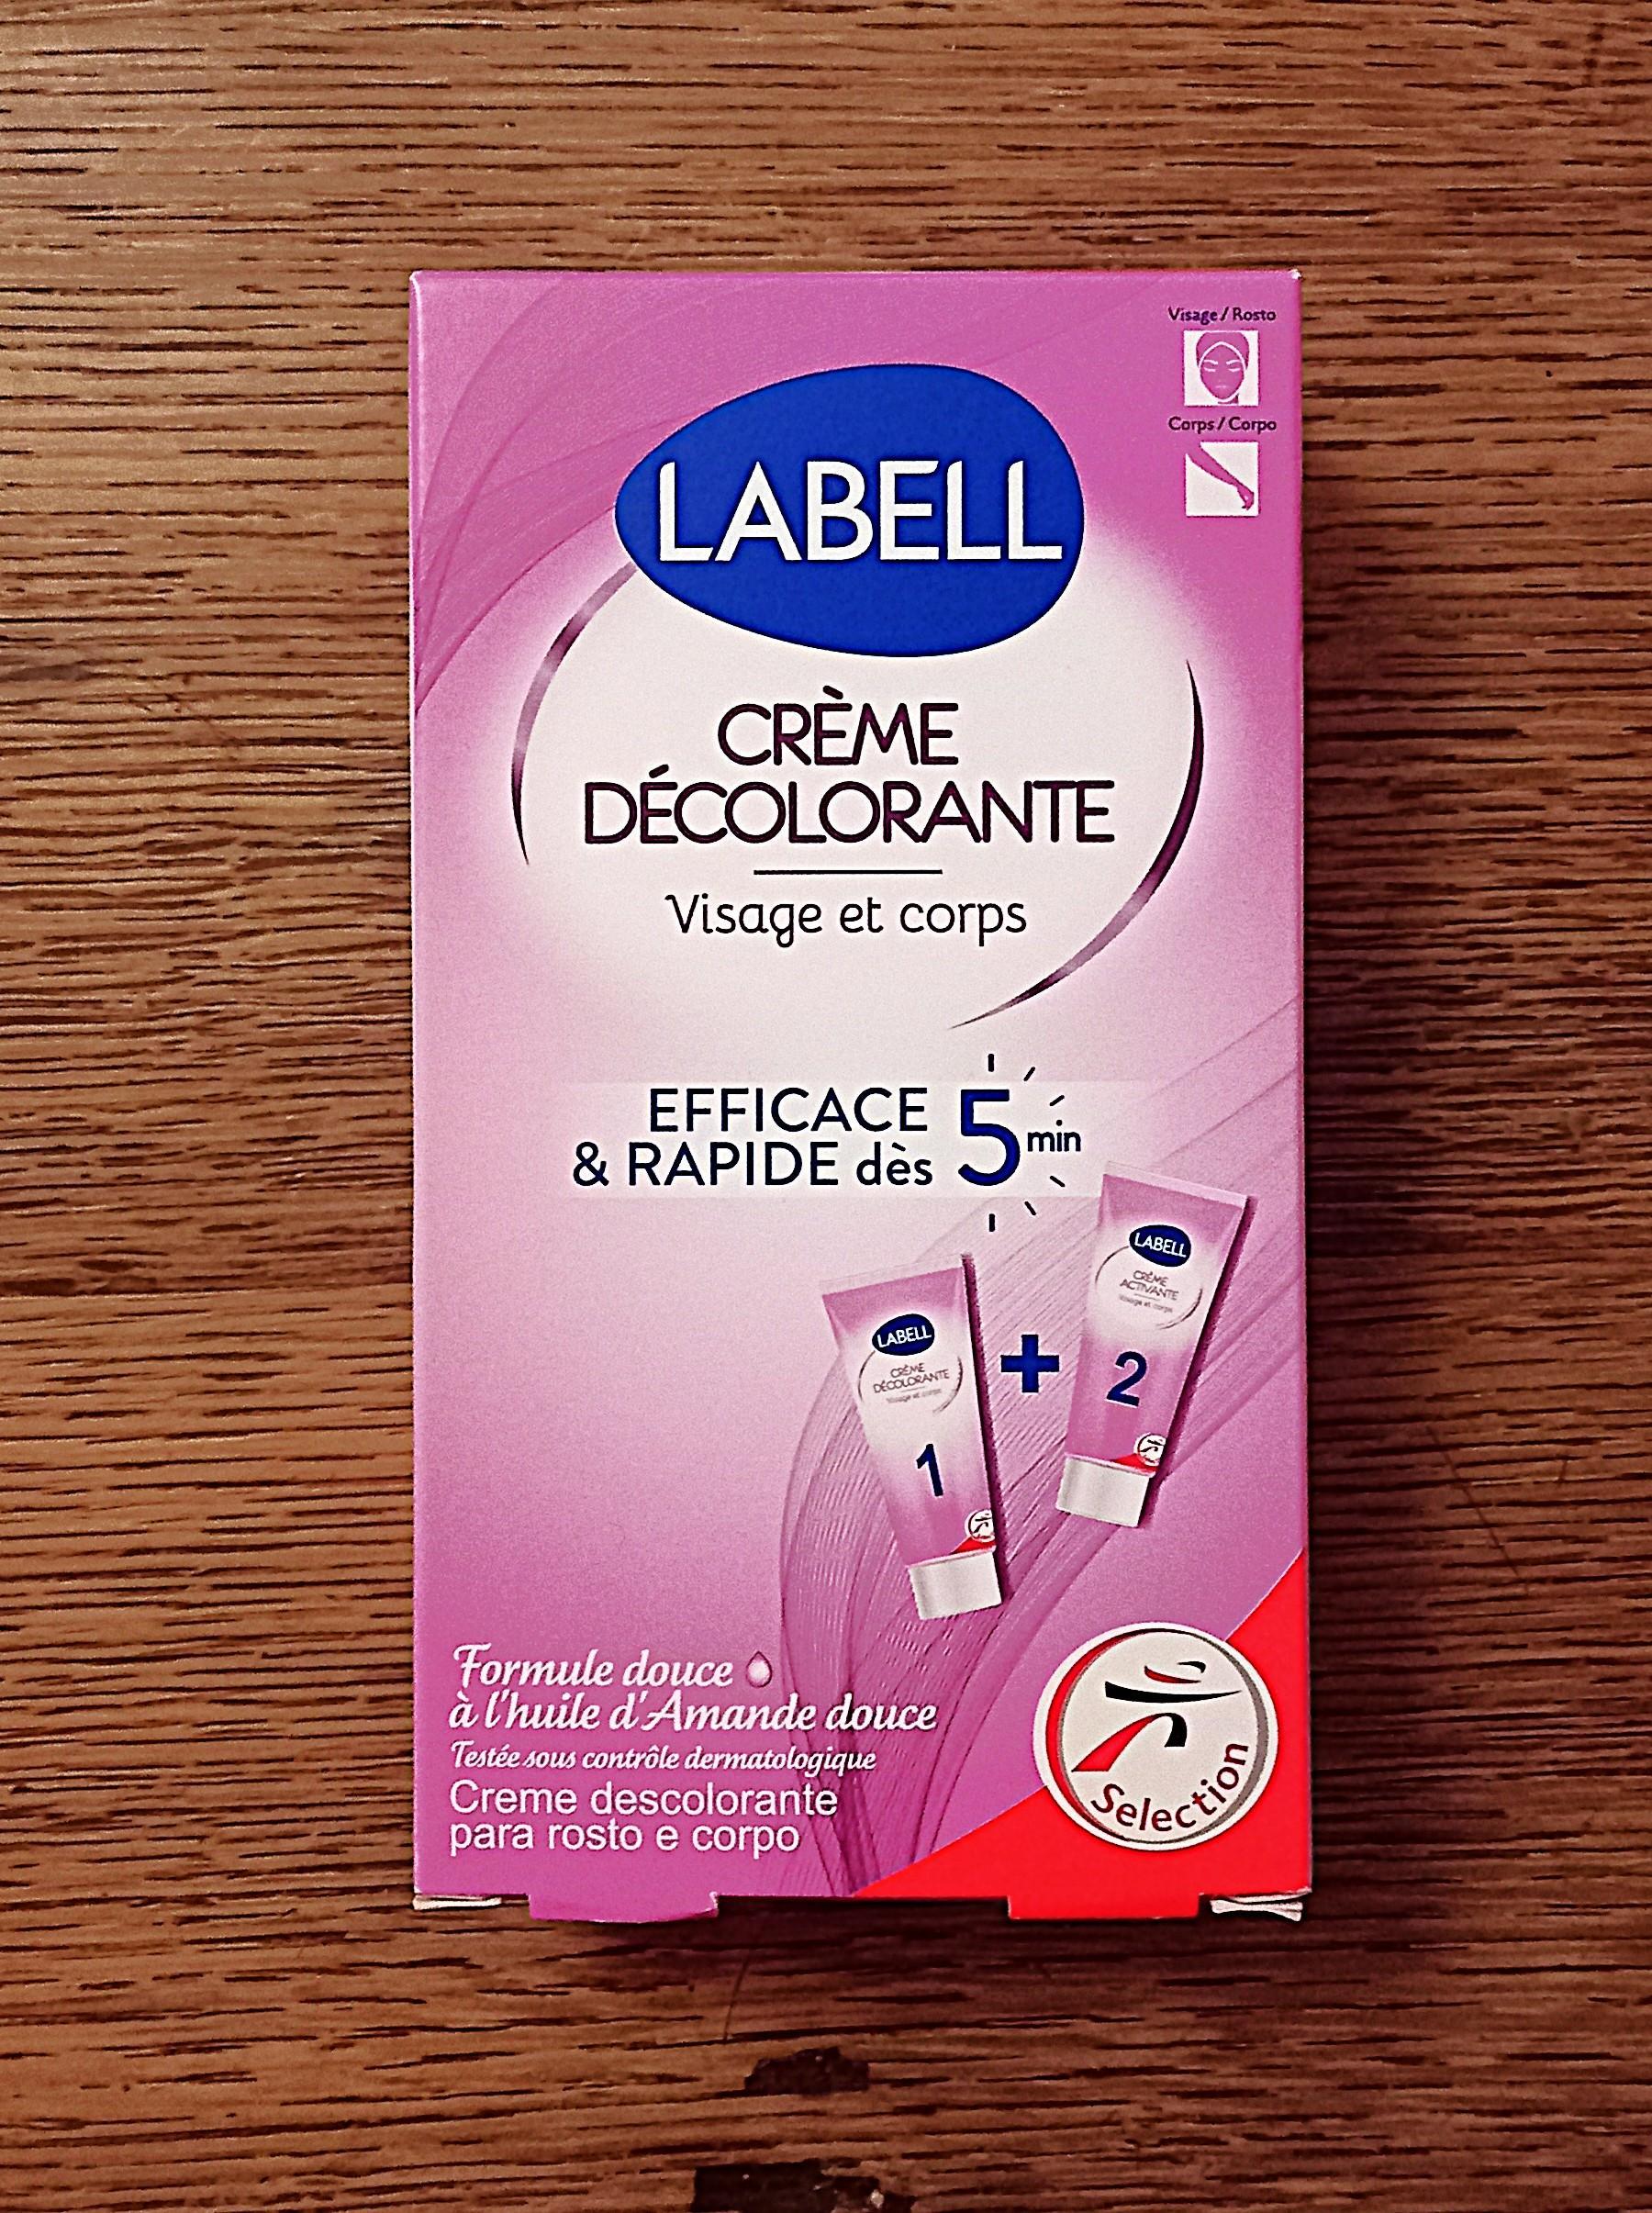 Visage / Rosto
Corps / Corpo
LABELL
CRÈME
DÉCOLORANTE
Visage et corps
EFFICACE
& RAPIDE dès 5 min
LABELL
CRÈME
ACTIVANTE
Visage et corps
2
LABELL
CRÈME
DÉCOLORANTE
Visage et corps
1
+
Formule douce
à l'huile d'Amande douce
Testée sous contrôle dermatologique
Creme descolorante
para rosto e corpo
Selection